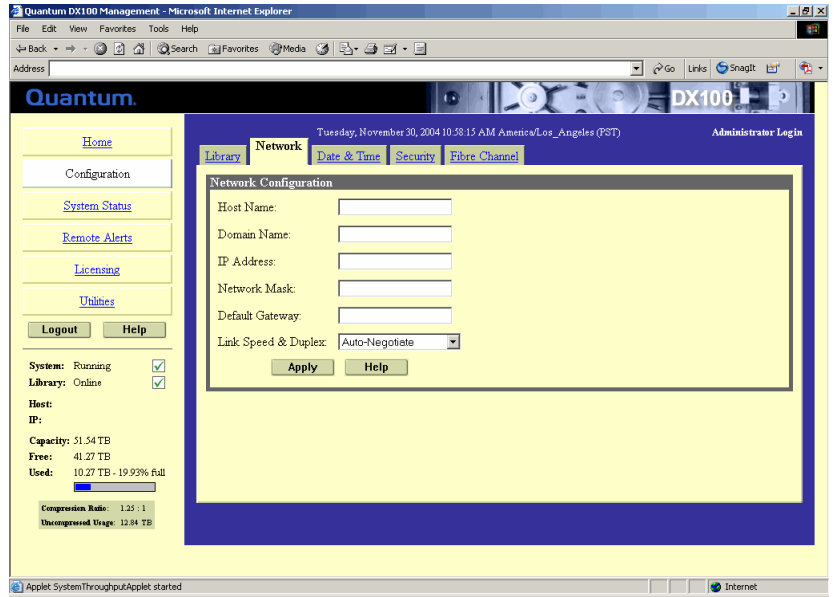 Quantum DX100 Management - Microsoft Internet Explorer
File Edit View Favorites Tools Help
Back Search Favorites Media
Address Go Links SnagIt
Quantum. DX100
Tuesday, November 30, 2004 10:58:15 AM America/Los_Angeles (PST) Administrator Login
Home
Configuration
System Status
Remote Alerts
Licensing
Utilities
Logout Help
System: Running
Library: Online
Host:
IP:
Capacity: 51.54 TB
Free: 41.27 TB
Used: 10.27 TB - 19.93% full
Compression Ratio: 1.25 : 1
Uncompressed Usage: 12.84 TB
Library Network Date & Time Security Fibre Channel
Network Configuration
Host Name:
Domain Name:
IP Address:
Network Mask:
Default Gateway:
Link Speed & Duplex: Auto-Negotiate
Apply Help
Applet SystemThroughputApplet started Internet